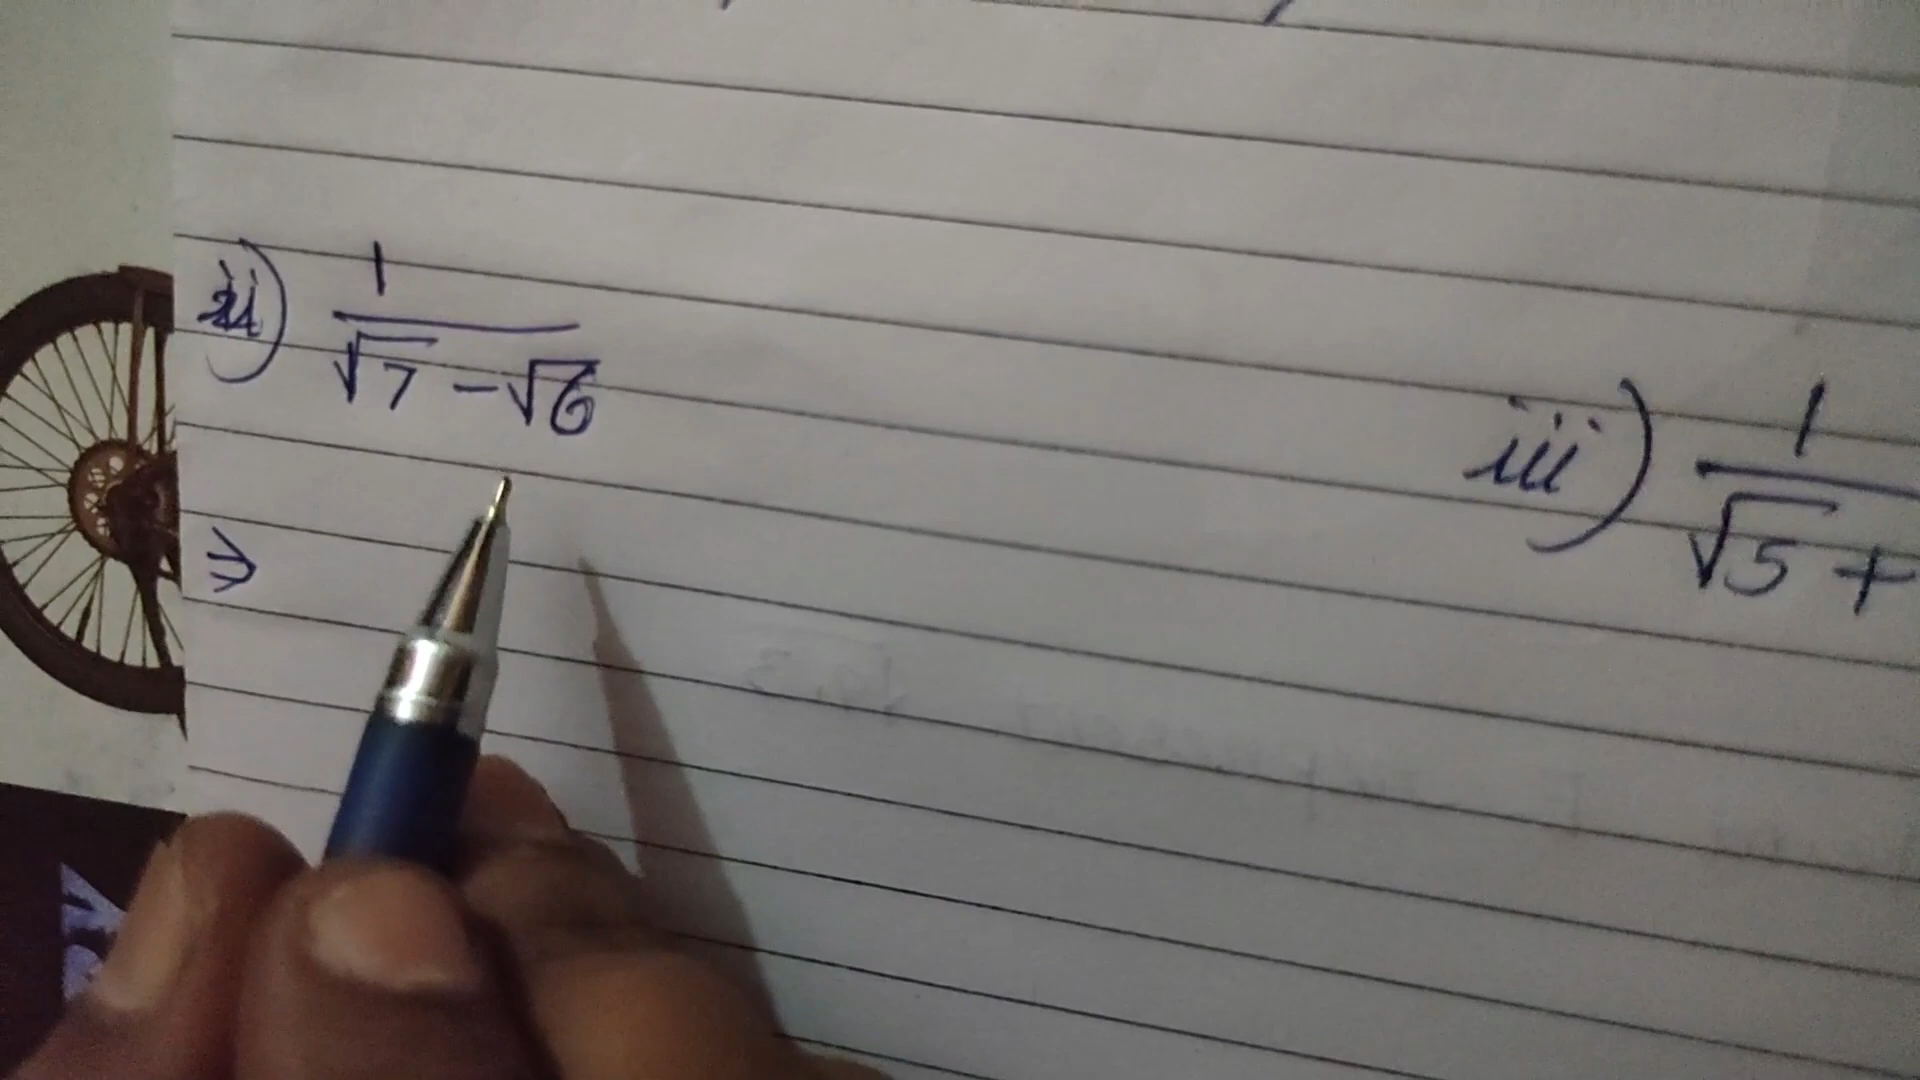 ii) 1/(√7 - √6)
iii) 1/(√5 +
⇒